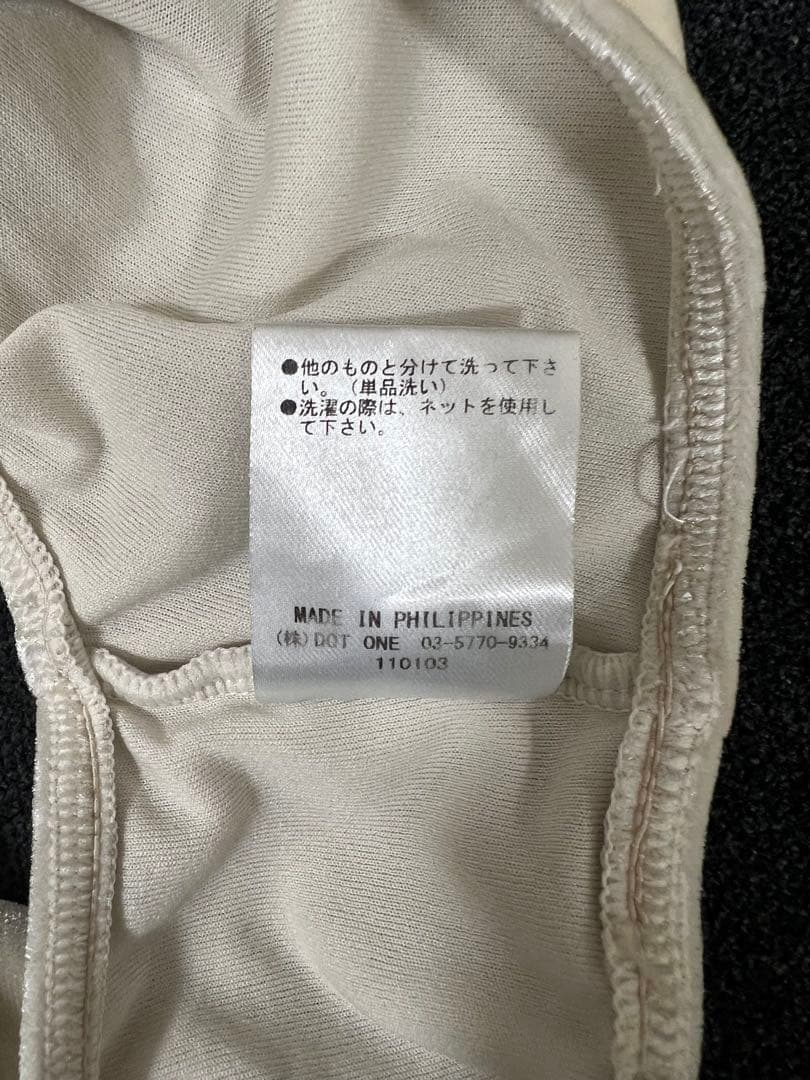 ●他のものと分けて洗って下さ
い。（単品洗い）
●洗濯の際は、ネットを使用し
て下さい。
MADE IN PHILIPPINES
(株)DOT ONE 03-5770-9334
110103